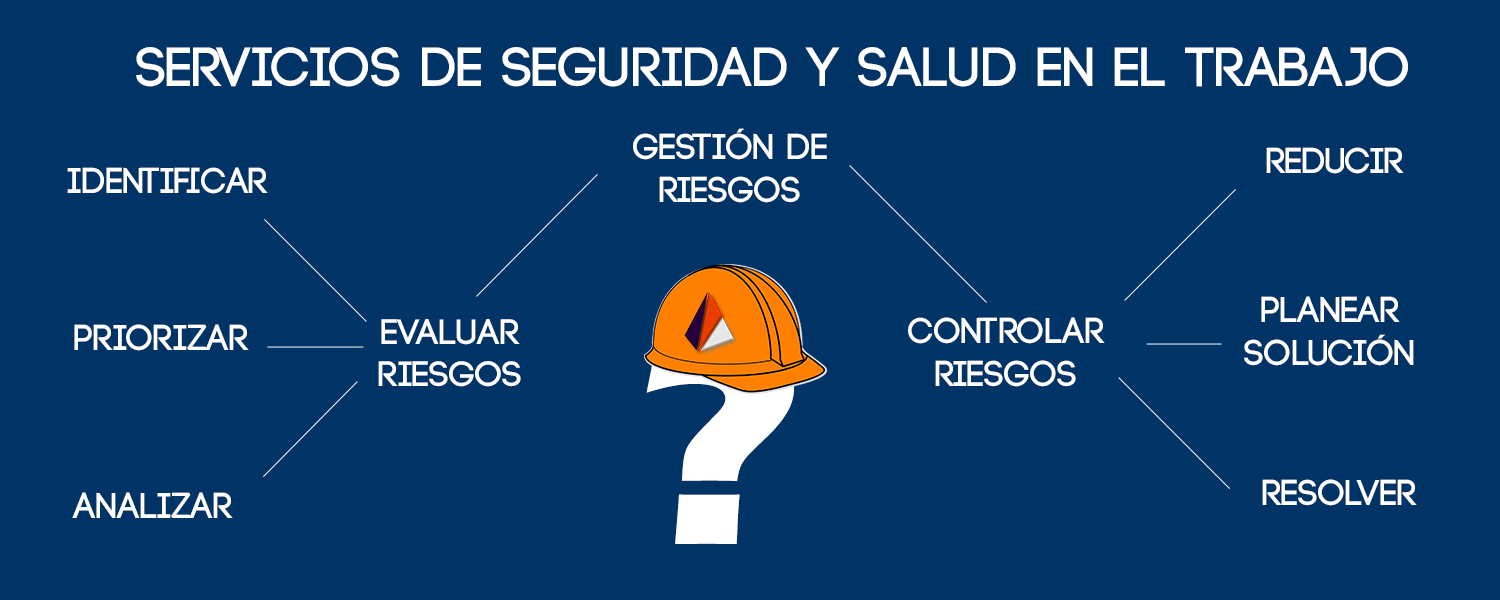 SERVICIOS DE SEGURIDAD Y SALUD EN EL TRABAJO
GESTIÓN DE
RIESGOS
IDENTIFICAR
PRIORIZAR
ANALIZAR
EVALUAR
RIESGOS
CONTROLAR
RIESGOS
REDUCIR
PLANEAR
SOLUCIÓN
RESOLVER
?